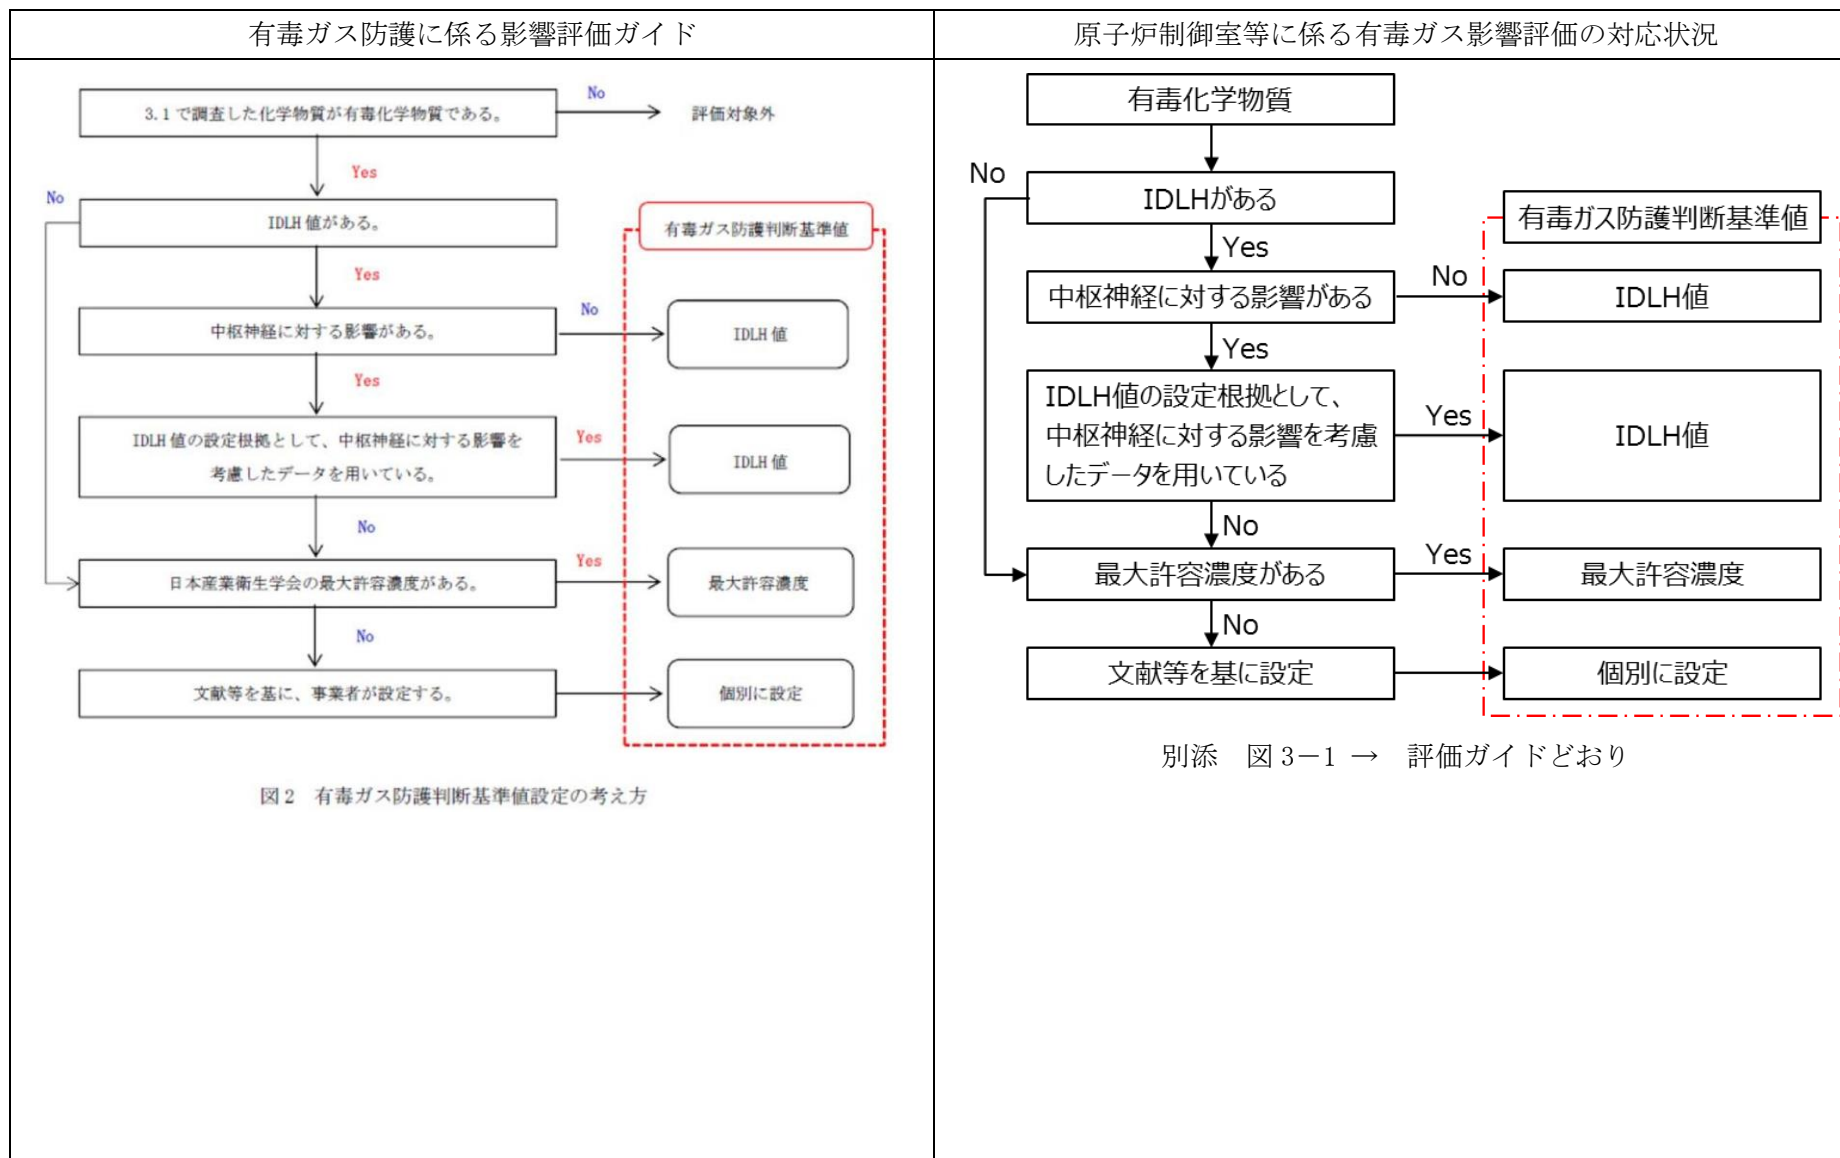 有毒ガス防護に係る影響評価ガイド
3.1で調査した化学物質が有毒化学物質である。
No
評価対象外
Yes
No
IDLH 値がある。
有毒ガス防護判断基準値
Yes
中枢神経に対する影響がある。
No
IDLH 値
Yes
IDLH 値の設定根拠として、中枢神経に対する影響を
考慮したデータを用いている。
Yes
IDLH 値
No
日本産業衛生学会の最大許容濃度がある。
Yes
最大許容濃度
No
文献等を基に、事業者が設定する。
個別に設定
図 2 有毒ガス防護判断基準値設定の考え方
原子炉制御室等に係る有毒ガス影響評価の対応状況
有毒化学物質
No
IDLHがある
有毒ガス防護判断基準値
Yes
中枢神経に対する影響がある
No
IDLH値
Yes
IDLH値の設定根拠として、
中枢神経に対する影響を考慮
したデータを用いている
Yes
IDLH値
No
最大許容濃度がある
Yes
最大許容濃度
No
文献等を基に設定
個別に設定
別添 図 3－1 → 評価ガイドどおり